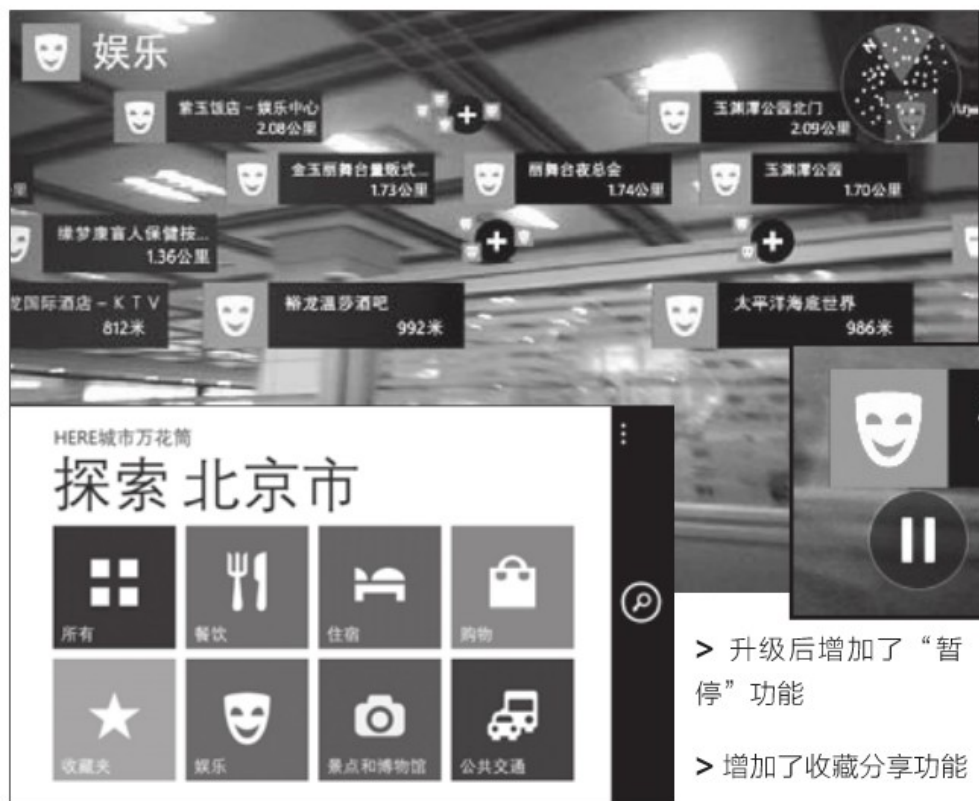 娱乐
N
紫玉饭店－娱乐中心
2.08公里
玉渊潭公园北门
2.09公里
金玉丽舞台量贩式...
1.73公里
丽舞台夜总会
1.74公里
玉渊潭公园
1.70公里
缘梦康盲人保健按...
1.36公里
龙国际酒店－ＫＴＶ
812米
裕龙温莎酒吧
992米
太平洋海底世界
986米
HERE城市万花筒
探索 北京市
所有
餐饮
住宿
购物
收藏夹
娱乐
景点和博物馆
公共交通
> 升级后增加了“暂
停”功能
> 增加了收藏分享功能